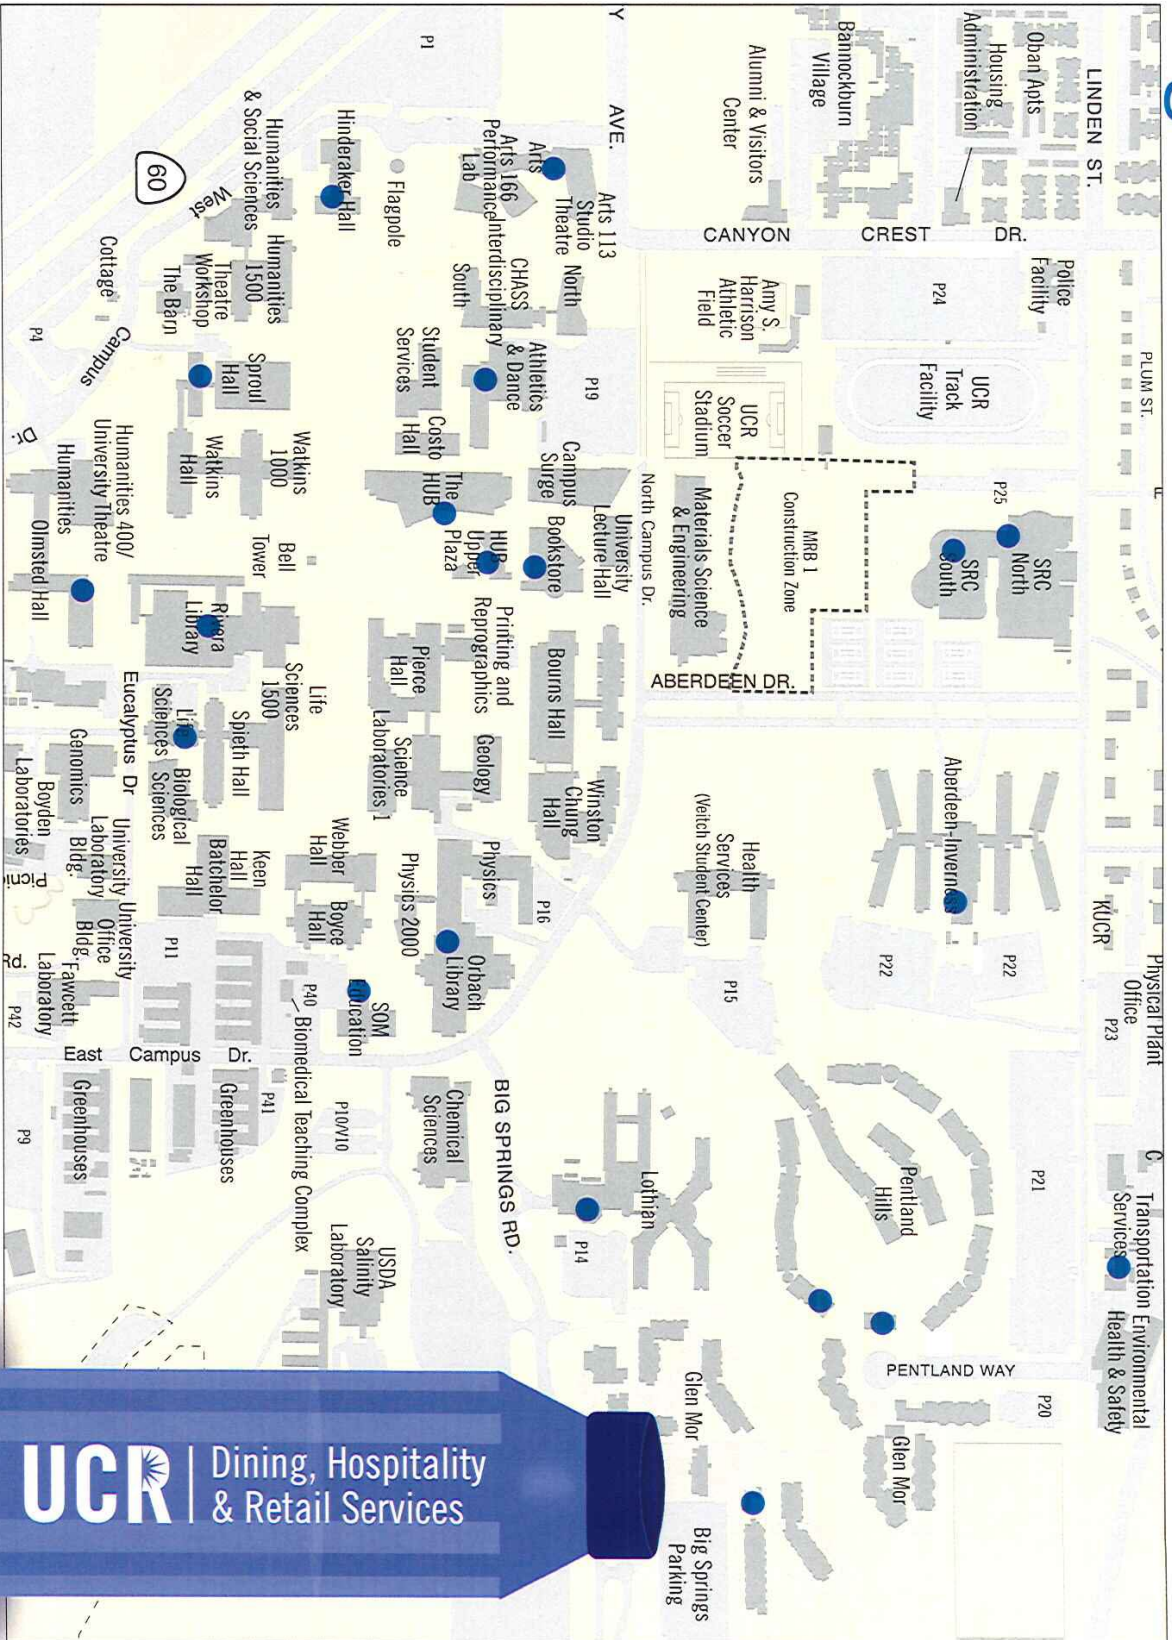 LINDEN ST.
PLUM ST.
Oban Apts
Housing
Administration
Bannockburn
Village
Alumni & Visitors
Center
CANYON
CREST
DR.
Y
AVE.
P1
Arts 113
Studio
Theatre
Arts
Arts 166
Performance
Lab
Hinderaker Hall
Flagpole
Humanities
& Social Sciences
60
West
Campus
Dr.
Humanities
1500
Theatre
Workshop
The Barn
Cottage
P4
North
CHASS
Interdisciplinary
South
Athletics
& Dance
Student
Services
Costo
Hall
P19
Police
Facility
P24
Amy S.
Harrison
Athletic
Field
UCR
Track
Facility
UCR
Soccer
Stadium
Sproul
Hall
Watkins
1000
Watkins
Hall
Humanities 400/
University Theatre
Humanities
Olmsted Hall
The
HUB
HUB
Upper
Plaza
Campus
Surge
Bookstore
University
Lecture Hall
North Campus Dr.
Materials Science
& Engineering
MRB 1
Construction Zone
P25
SRC
North
SRC
South
ABERDEEN DR.
Bell
Tower
Rivera
Library
Printing and
Reprographics
Pierce
Hall
Bourns Hall
Life
Sciences
1500
Spieth Hall
Life
Sciences
Eucalyptus Dr
Genomics
Boyden
Laboratories
Biological
Sciences
Science
Laboratories 1
Geology
Winston
Chung
Hall
Health
Services
(Veitch Student Center)
Aberdeen-Inverness
KUCR
Physical Plant
Office
P23
P22
P22
P15
P16
Physics
Physics 2000
Orbach
Library
Webber
Hall
Boyce
Hall
Keen
Hall
Batchelor
Hall
University
Laboratory
Bldg.
University
Office
Bldg.
Fawcett
Laboratory
Picnic
Rd.
P11
P42
SOM
Education
P40
Biomedical Teaching Complex
East
Campus
Dr.
Greenhouses
P41
Greenhouses
P9
P10/V10
Chemical
Sciences
BIG SPRINGS RD.
USDA
Salinity
Laboratory
Lothian
P14
Pentland
Hills
P21
C
Transportation
Services
Environmental
Health & Safety
PENTLAND WAY
P20
Glen Mor
Glen Mor
Big Springs
Parking
UCR
Dining, Hospitality
& Retail Services